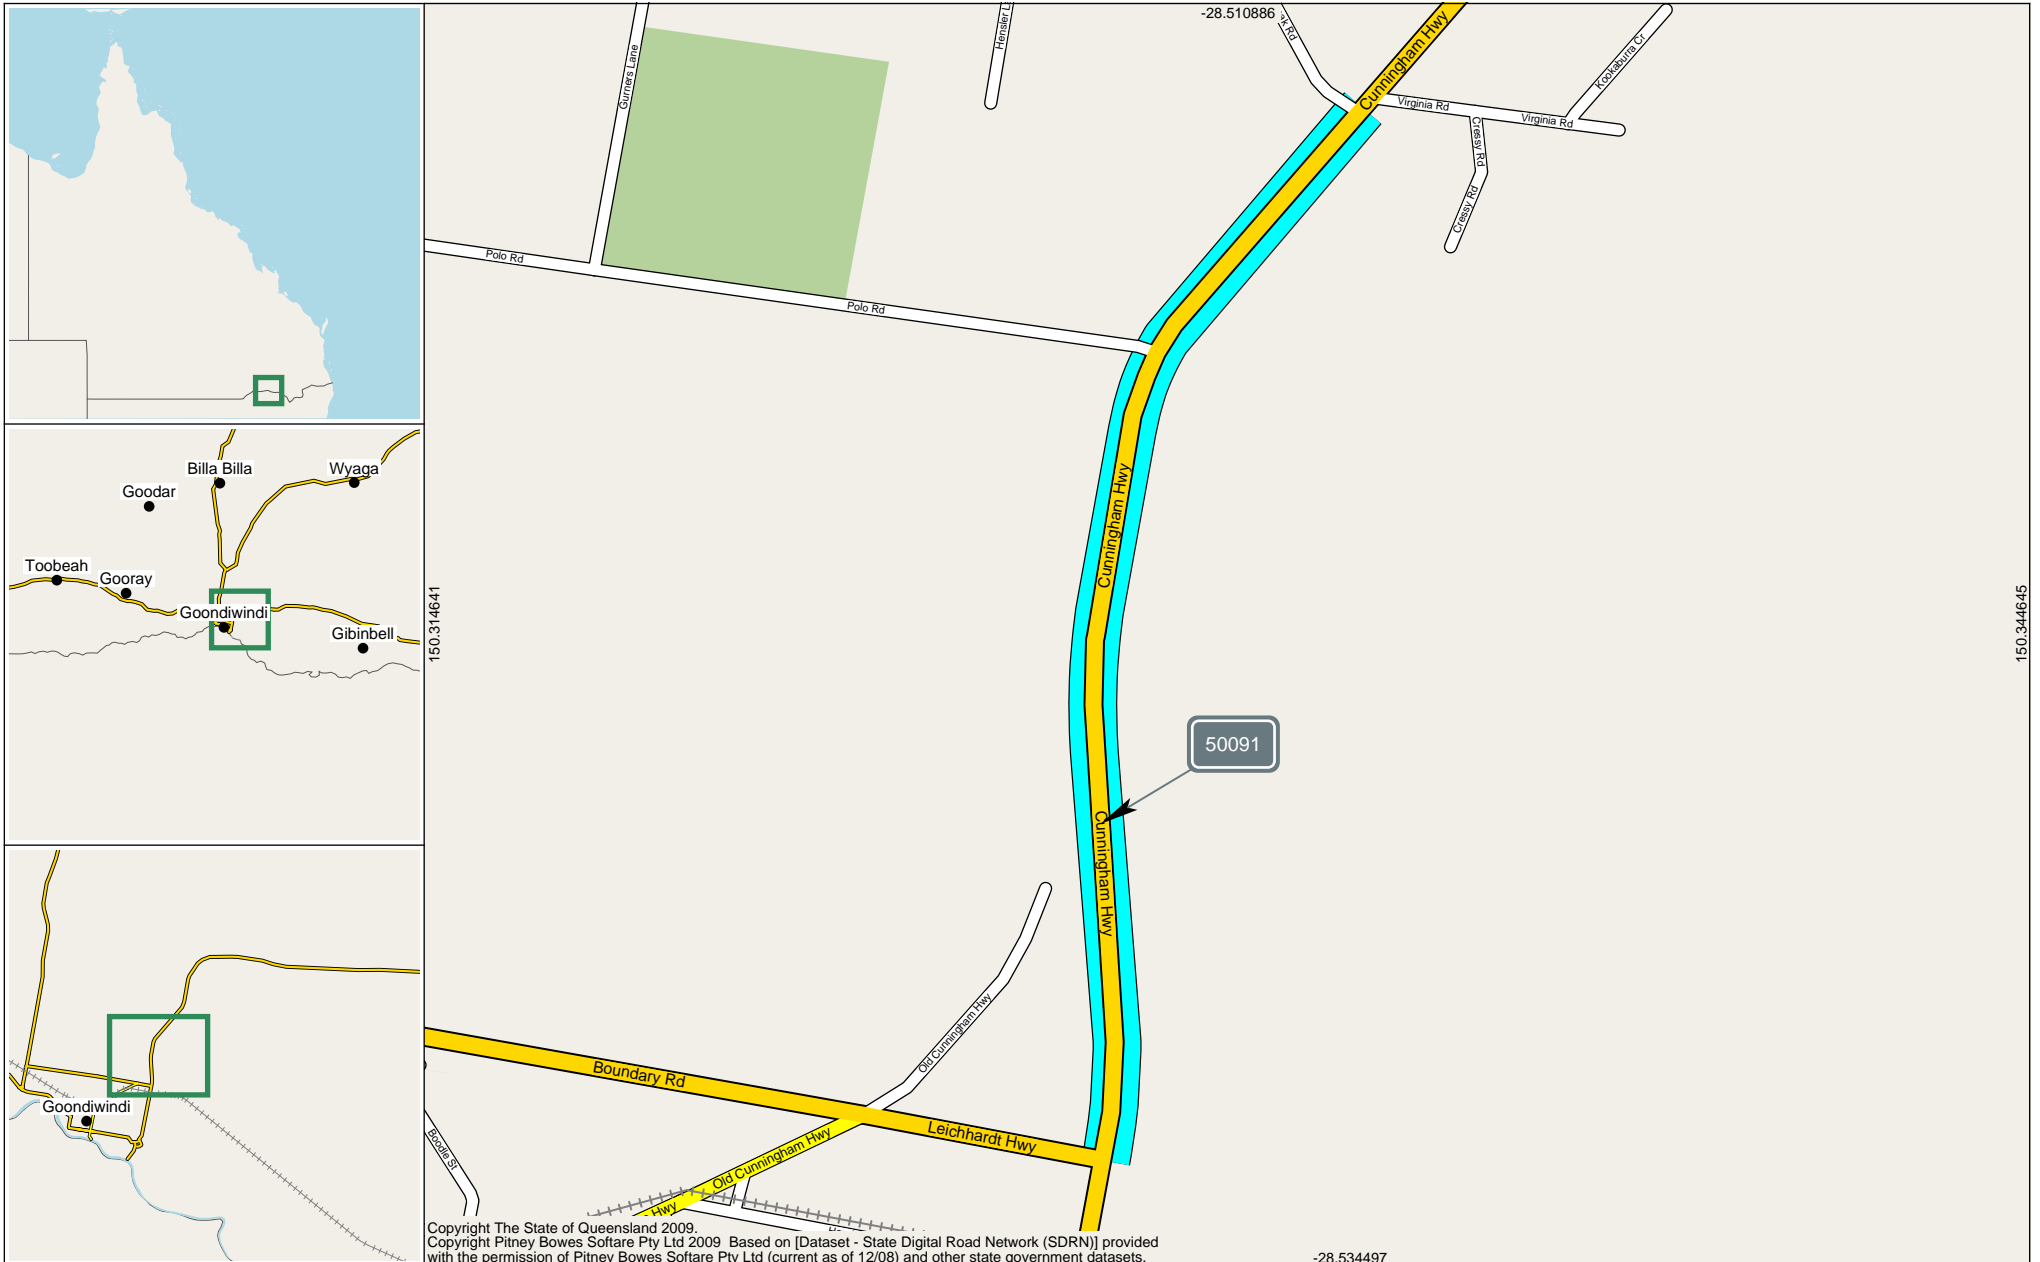 -28.510886
Cunningham Hwy
Hensler L
Gurners Lane
Kookaburra Cr
Virginia Rd
Virginia Rd
Cressy Rd
Cressy Rd
Polo Rd
Polo Rd
Billa Billa
Wyaga
Goodar
Toobeah
Gooray
Goondiwindi
Gibinbell
150.314641
150.344645
Cunningham Hwy
50091
Cunningham Hwy
Old Cunningham Hwy
Boundary Rd
Leichhardt Hwy
Old Cunningham Hwy
Boodle St
Goondiwindi
Hwy
Copyright The State of Queensland 2009.
Copyright Pitney Bowes Softare Pty Ltd 2009 Based on [Dataset - State Digital Road Network (SDRN)] provided
with the permission of Pitney Bowes Softare Pty Ltd (current as of 12/08) and other state government datasets.
-28.534497